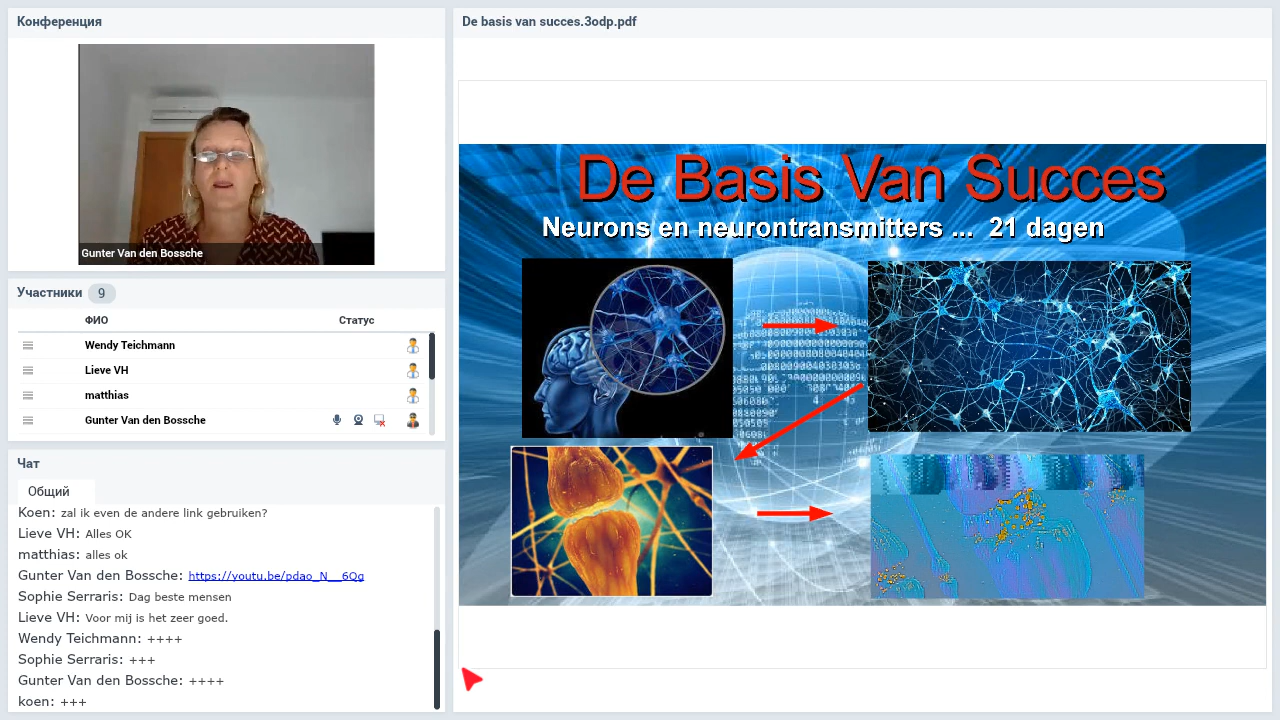 Конференция
Gunter Van den Bossche
Участники 9
ФИО Статус
Wendy Teichmann
Lieve VH
matthias
Gunter Van den Bossche
Чат
Общий
Koen: zal ik even de andere link gebruiken?
Lieve VH: Alles OK
matthias: alles ok
Gunter Van den Bossche: https://youtu.be/pdao_N__6Qg
Sophie Serraris: Dag beste mensen
Lieve VH: Voor mij is het zeer goed.
Wendy Teichmann: ++++
Sophie Serraris: +++
Gunter Van den Bossche: ++++
koen: +++
De basis van succes.3odp.pdf
De Basis Van Succes
Neurons en neurontransmitters ... 21 dagen